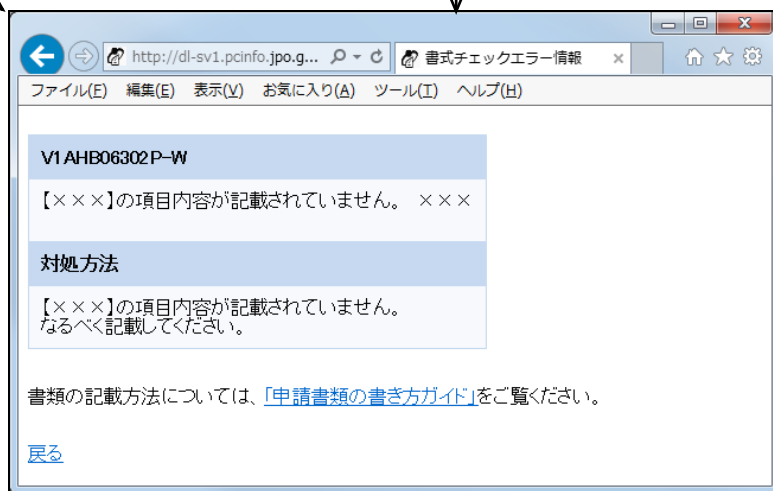 http://dl-sv1.pcinfo.jpo.g...
書式チェックエラー情報
ファイル(F) 編集(E) 表示(V) お気に入り(A) ツール(T) ヘルプ(H)
V1AHB06302P-W
【×××】の項目内容が記載されていません。 ×××
対処方法
【×××】の項目内容が記載されていません。
なるべく記載してください。
書類の記載方法については、「申請書類の書き方ガイド」をご覧ください。
戻る